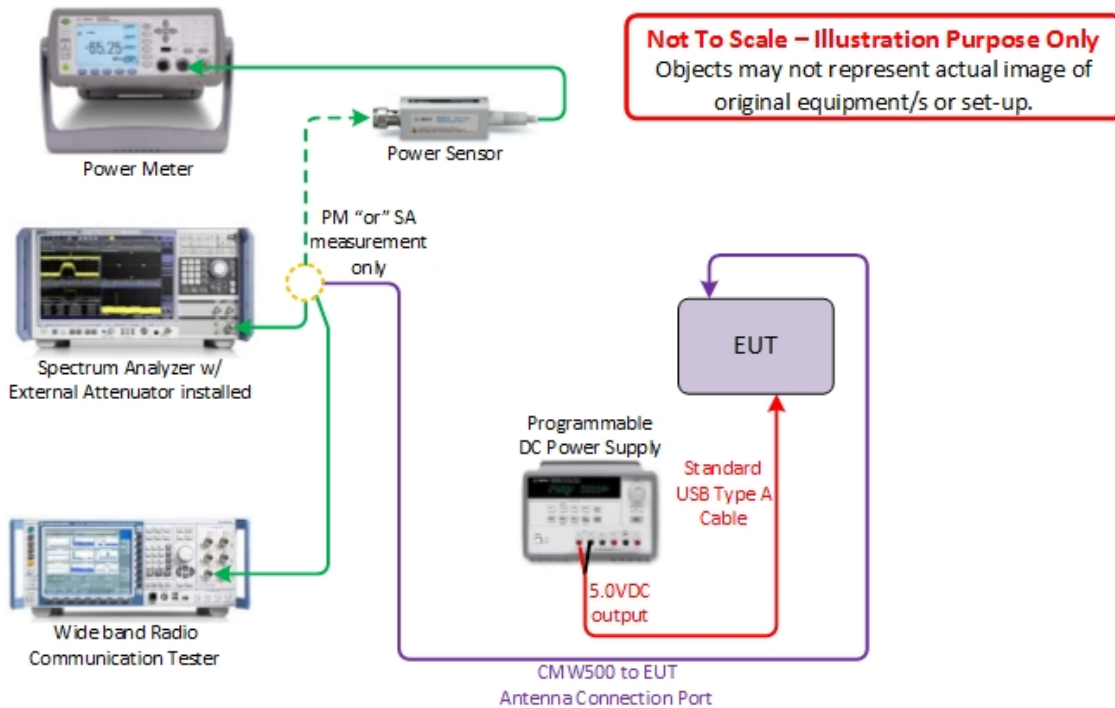 Not To Scale – Illustration Purpose Only
Objects may not represent actual image of
original equipment/s or set-up.
-65.25
Power Meter
Power Sensor
PM “or” SA
measurement
only
Spectrum Analyzer w/
External Attenuator installed
EUT
Programmable
DC Power Supply
Standard
USB Type A
Cable
5.0VDC
output
Wide band Radio
Communication Tester
CMW500 to EUT
Antenna Connection Port